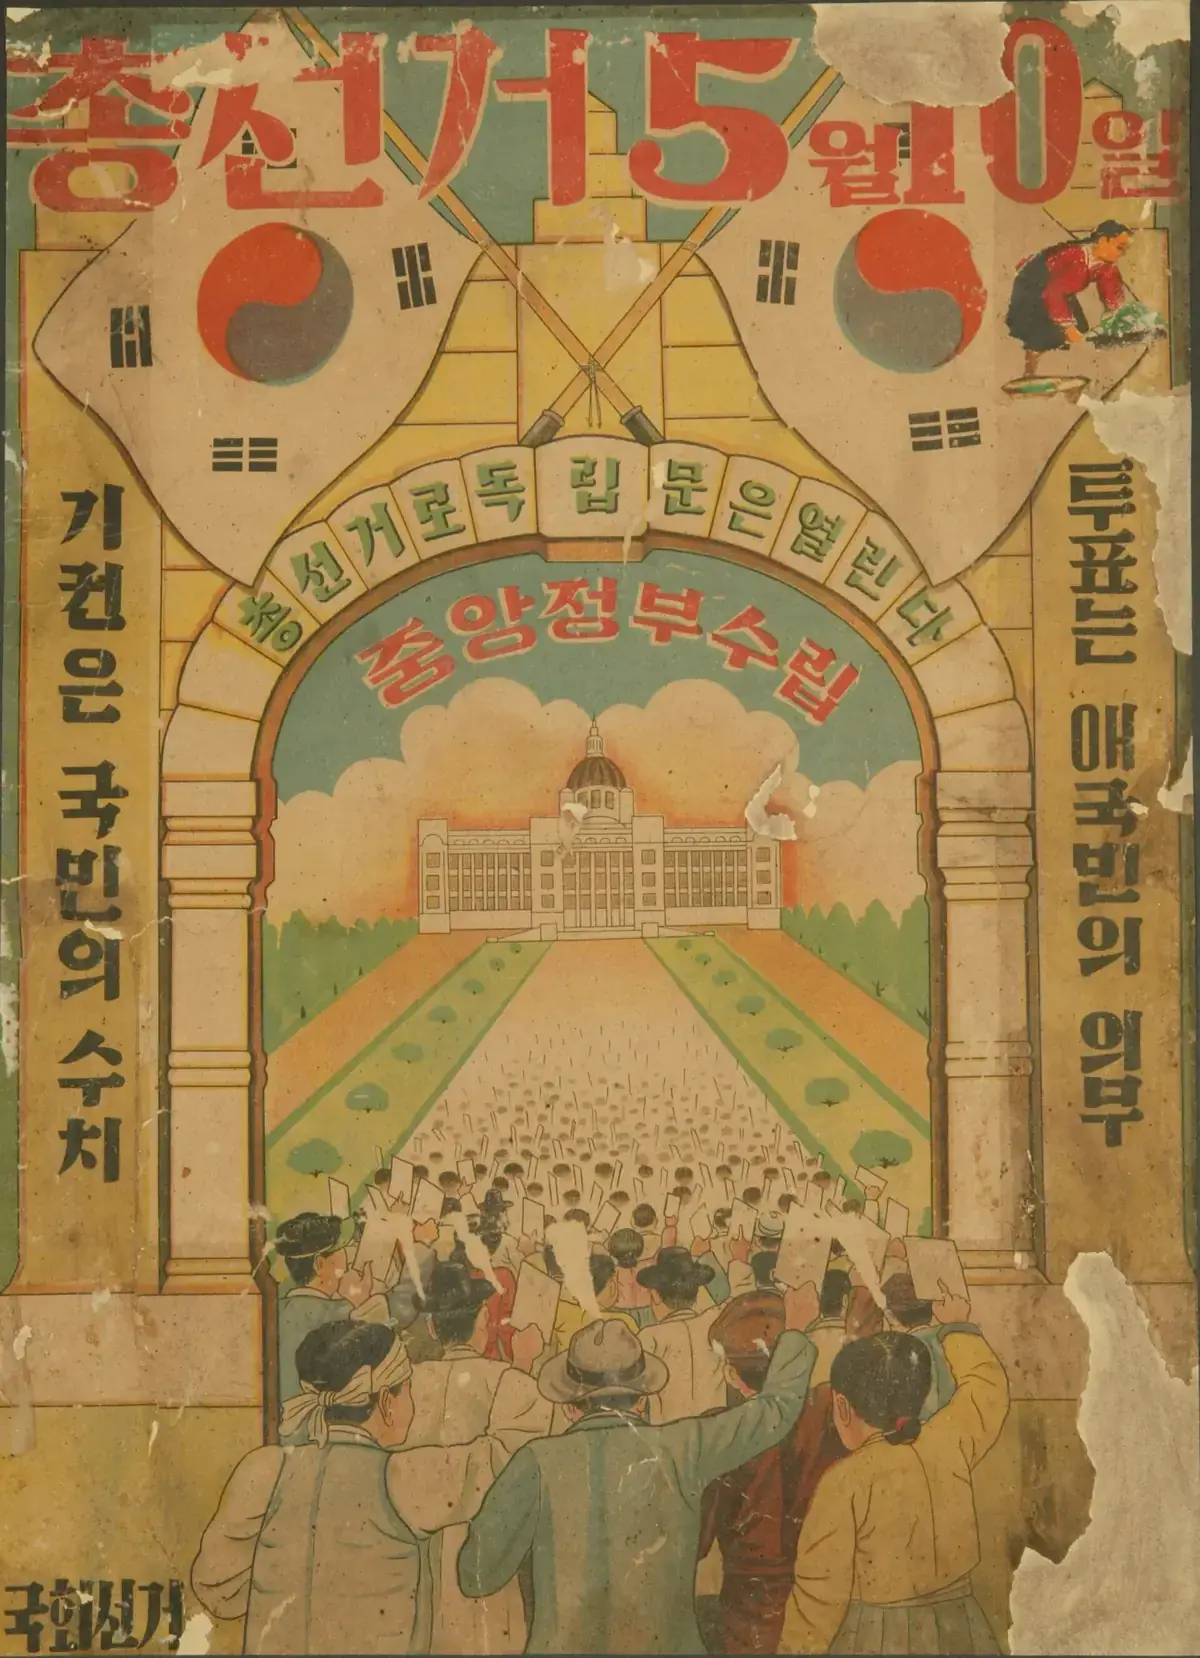 총선거 5월 10일
총선거로 독립문은 열린다
중앙정부수립
기권은 국민의 수치
투표는 애국민의 의무
국회선거